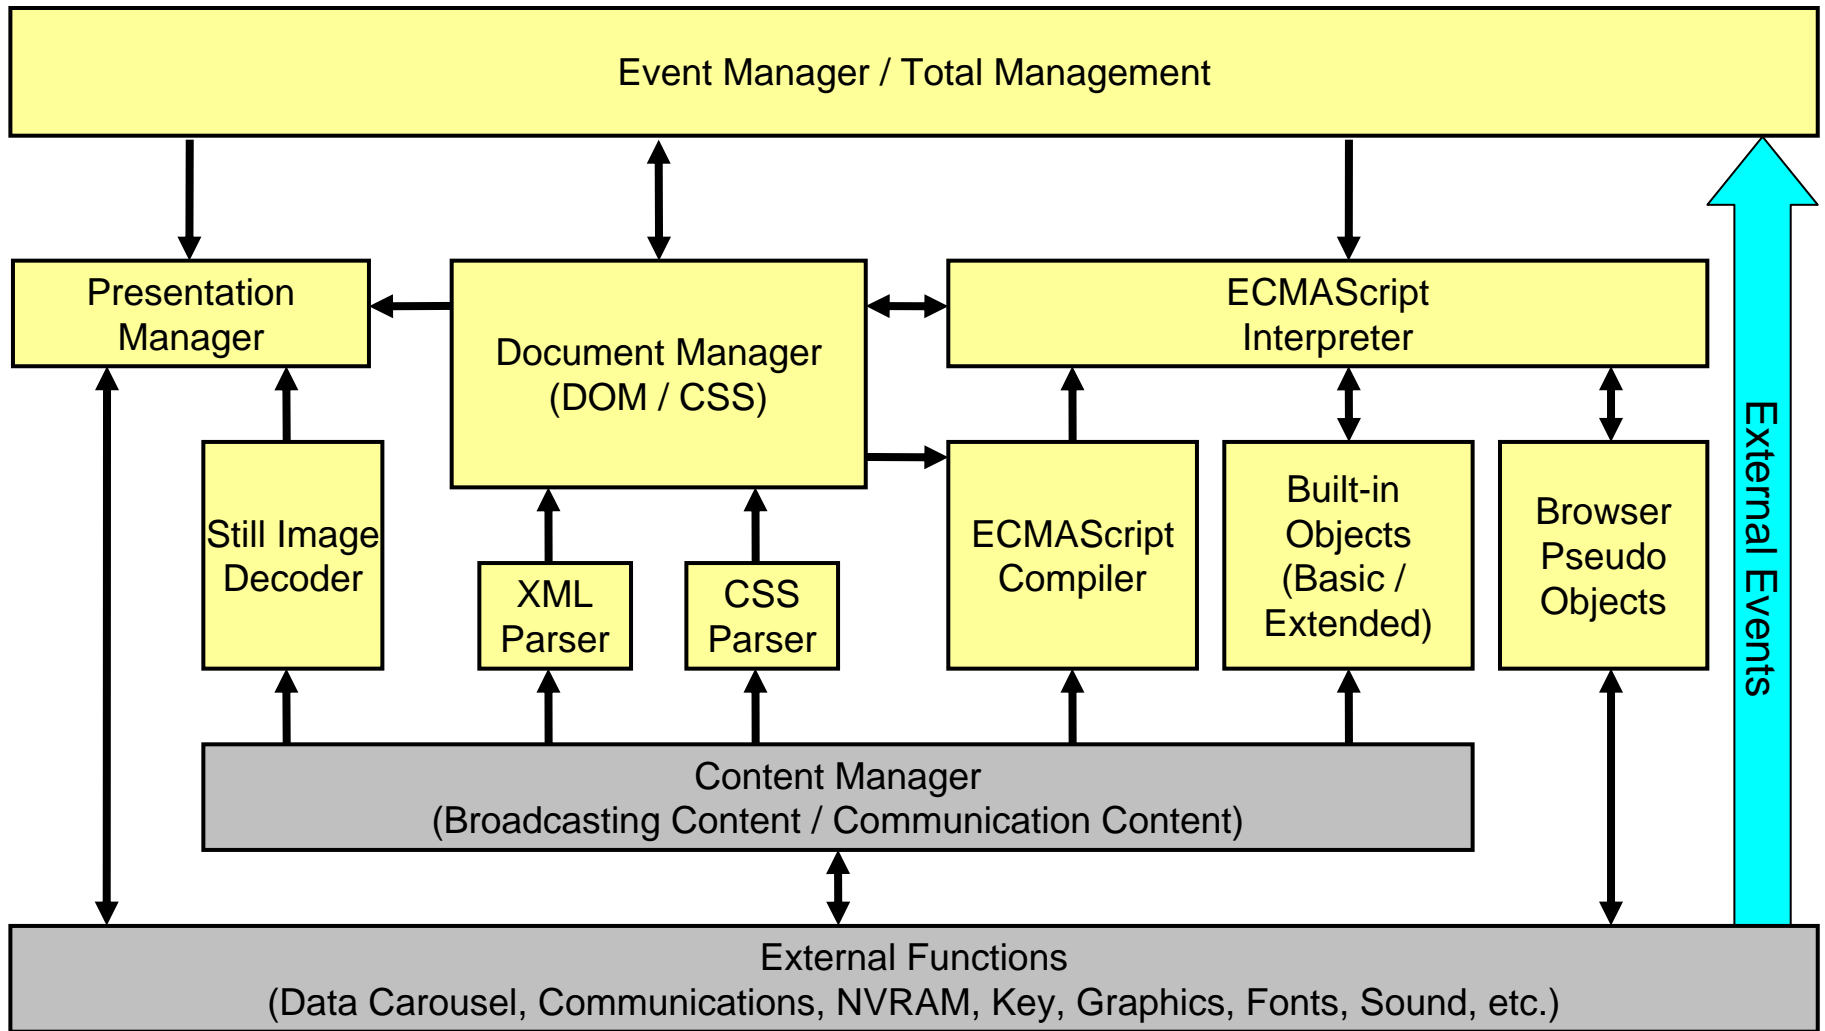 Event Manager / Total Management
Presentation
Manager
Document Manager
(DOM / CSS)
ECMAScript
Interpreter
Still Image
Decoder
XML
Parser
CSS
Parser
ECMAScript
Compiler
Built-in
Objects
(Basic /
Extended)
Browser
Pseudo
Objects
External Events
Content Manager
(Broadcasting Content / Communication Content)
External Functions
(Data Carousel, Communications, NVRAM, Key, Graphics, Fonts, Sound, etc.)